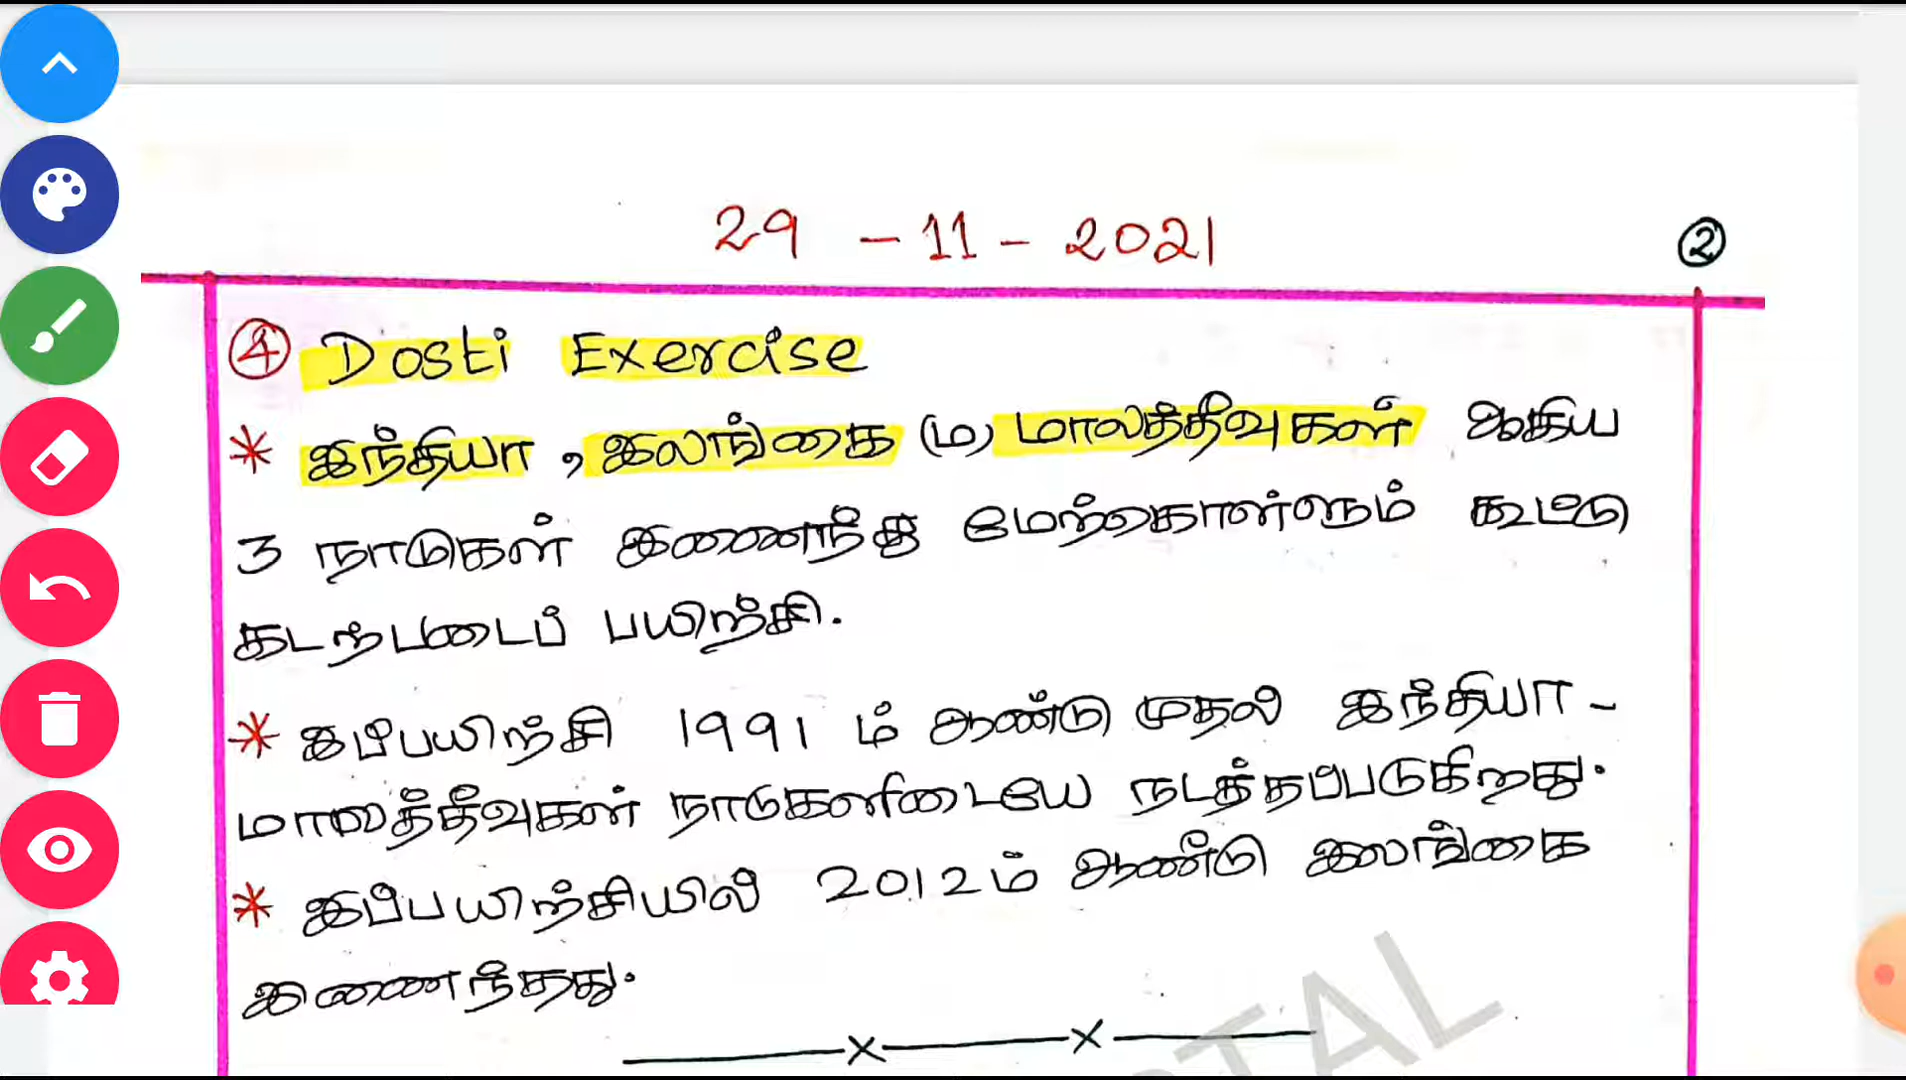 29 - 11 - 2021
②
④ Dosti Exercise
* இந்தியா, இலங்கை (ம) மாலத்தீவுகள் ஆகிய
3 நாடுகள் இணைந்து மேற்கொள்ளும் கூட்டு
கடற்படைப் பயிற்சி.
* இப்பயிற்சி 1991 ம் ஆண்டு முதல் இந்தியா -
மாலத்தீவுகள் நாடுகளிடையே நடத்தப்படுகிறது.
* இப்பயிற்சியில் 2012ம் ஆண்டு இலங்கை
இணைந்தது.
TAL